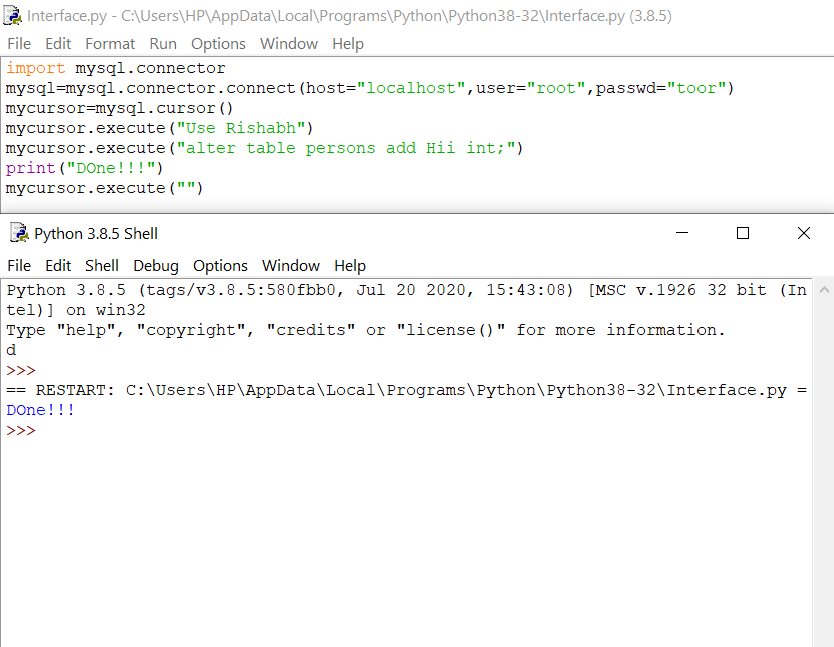 Interface.py - C:\Users\HP\AppData\Local\Programs\Python\Python38-32\Interface.py (3.8.5)
File Edit Format Run Options Window Help
import mysql.connector
mysql=mysql.connector.connect(host="localhost",user="root",passwd="toor")
mycursor=mysql.cursor()
mycursor.execute("Use Rishabh")
mycursor.execute("alter table persons add Hii int;")
print("DOne!!!")
mycursor.execute("")
Python 3.8.5 Shell
File Edit Shell Debug Options Window Help
Python 3.8.5 (tags/v3.8.5:580fbb0, Jul 20 2020, 15:43:08) [MSC v.1926 32 bit (In
tel)] on win32
Type "help", "copyright", "credits" or "license()" for more information.
d
>>>
== RESTART: C:\Users\HP\AppData\Local\Programs\Python\Python38-32\Interface.py =
DOne!!!
>>>